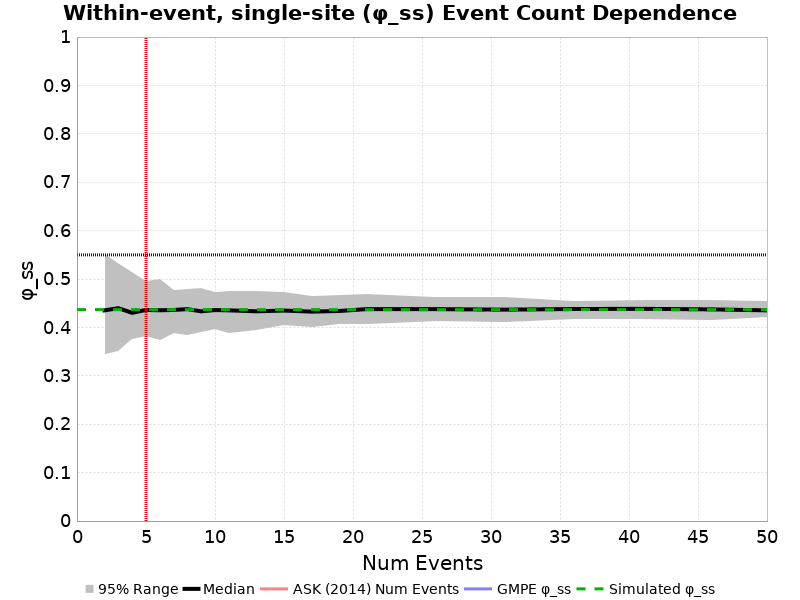 Within-event, single-site (φ_ss) Event Count Dependence
1
0.9
0.8
0.7
0.6
0.5
0.4
0.3
0.2
0.1
0
φ_ss
0 5 10 15 20 25 30 35 40 45 50
Num Events
95% Range Median ASK (2014) Num Events GMPE φ_ss Simulated φ_ss